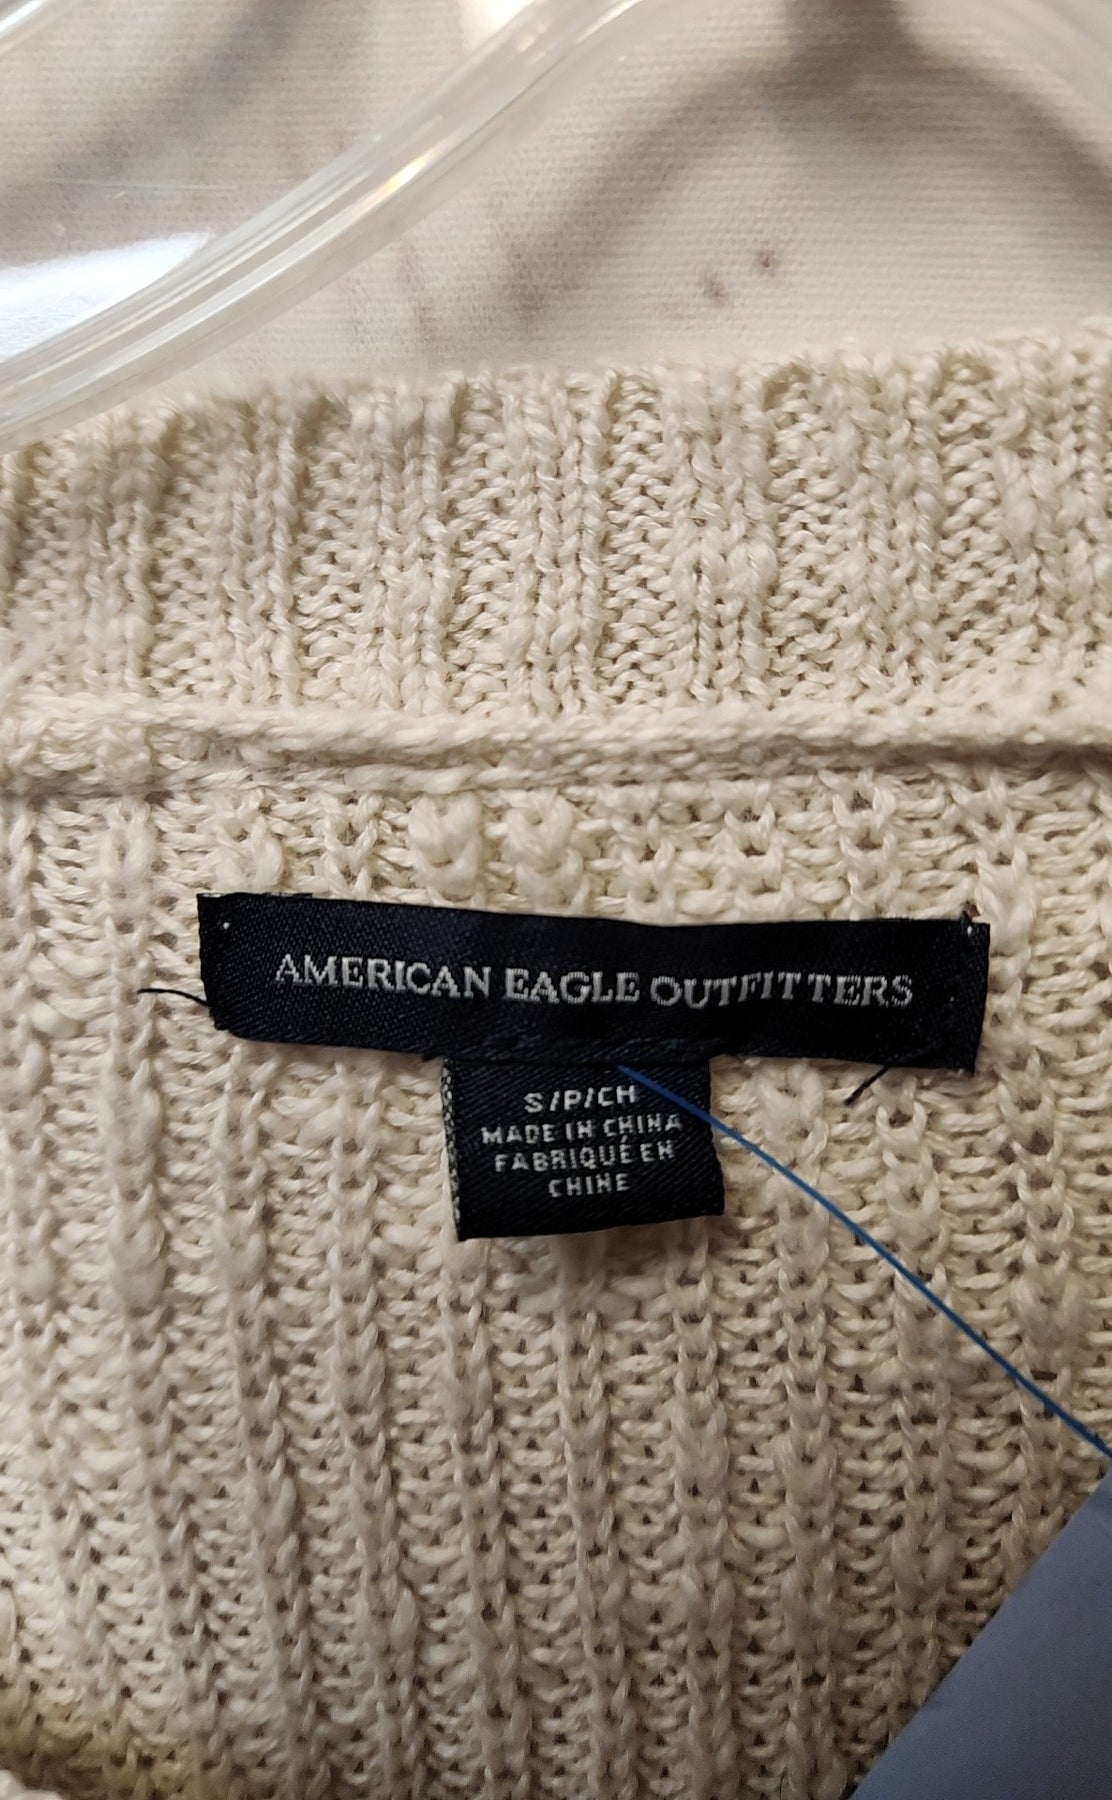 AMERICAN EAGLE OUTFITTERS
S/P/CH
MADE IN CHINA
FABRIQUÉ EN
CHINE